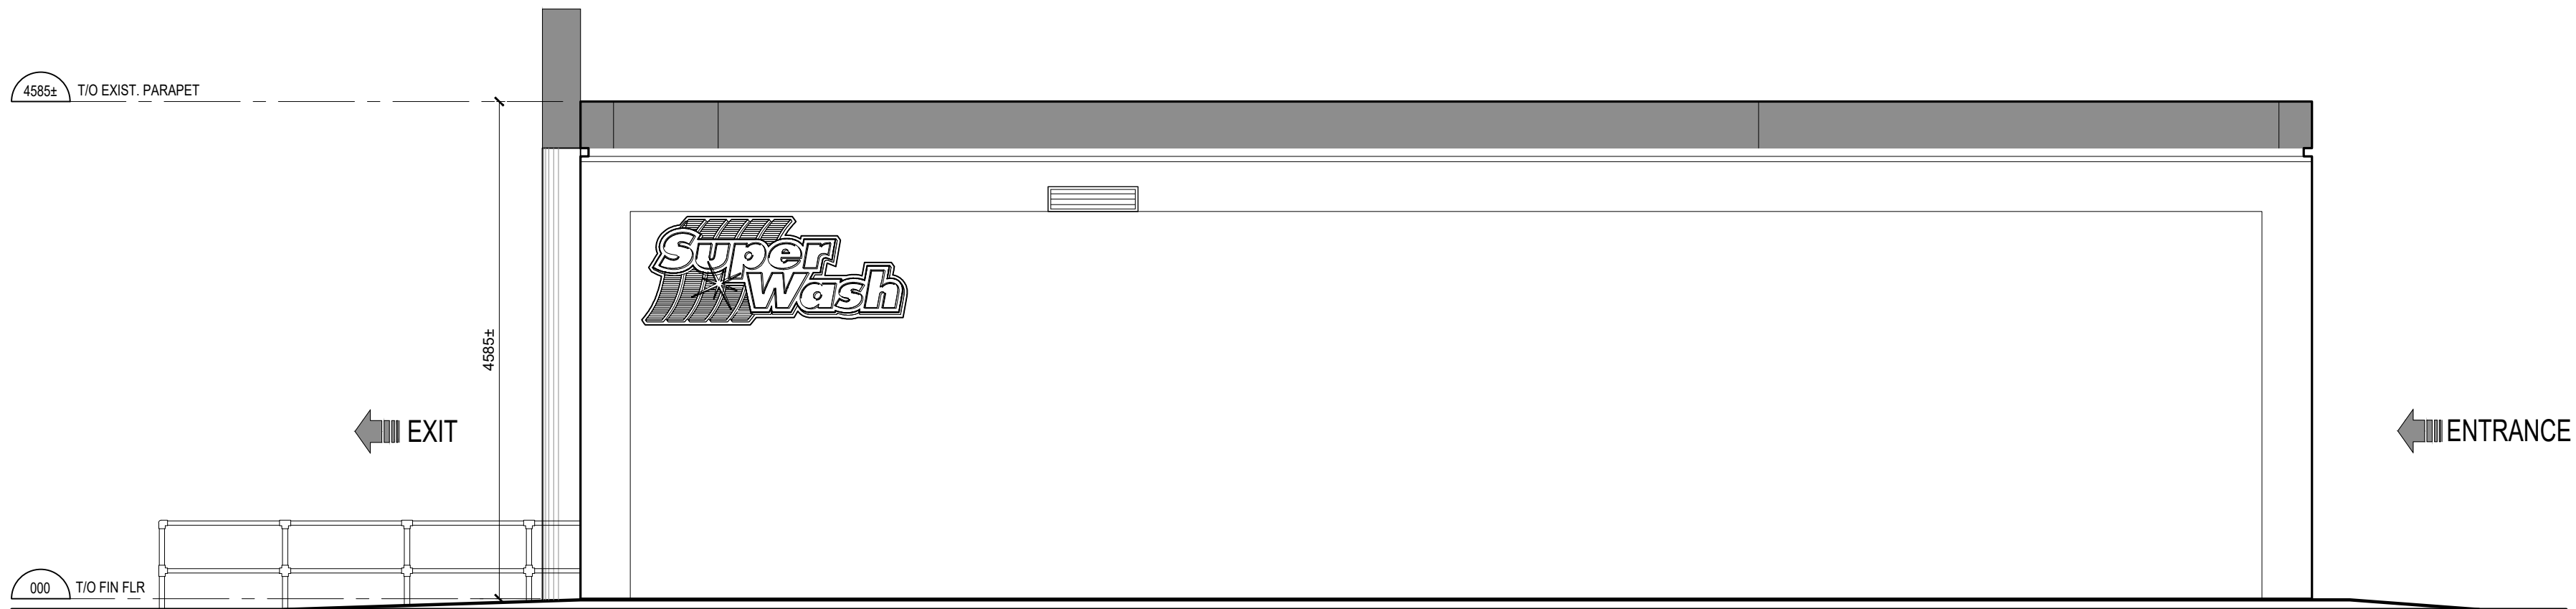 4585± T/O EXIST. PARAPET
Super
Wash
4585±
EXIT
ENTRANCE
000 T/O FIN FLR